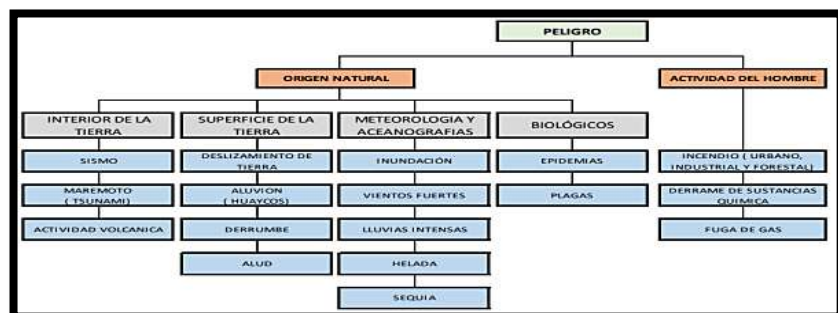 PELIGRO
ORIGEN NATURAL
ACTIVIDAD DEL HOMBRE
INTERIOR DE LA
TIERRA
SUPERFICIE DE LA
TIERRA
METEOROLOGIA Y
ACEANOGRAFIAS
BIOLÓGICOS
SISMO
DESLIZAMIENTO DE
TIERRA
INUNDACIÓN
EPIDEMIAS
INCENDIO ( URBANO,
INDUSTRIAL Y FORESTAL)
MAREMOTO
( TSUNAMI)
ALUVION
( HUAYCOS)
VIENTOS FUERTES
PLAGAS
DERRAME DE SUSTANCIAS
QUIMICA
ACTIVIDAD VOLCANICA
DERRUMBE
LLUVIAS INTENSAS
FUGA DE GAS
ALUD
HELADA
SEQUIA